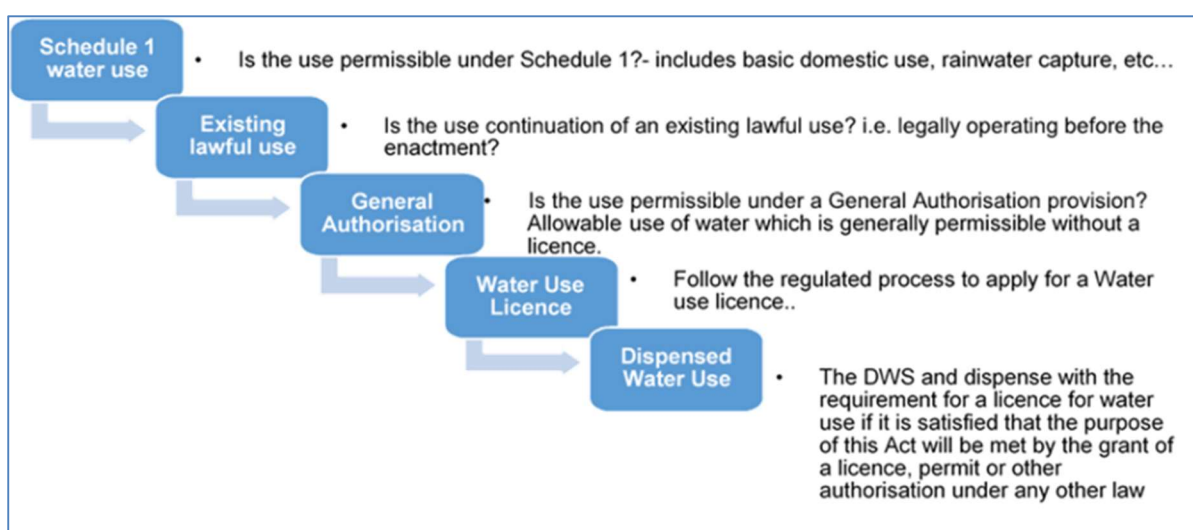 Schedule 1
water use
• Is the use permissible under Schedule 1?- includes basic domestic use, rainwater capture, etc…
Existing
lawful use
• Is the use continuation of an existing lawful use? i.e. legally operating before the
enactment?
General
Authorisation
• Is the use permissible under a General Authorisation provision?
Allowable use of water which is generally permissible without a
licence.
Water Use
Licence
• Follow the regulated process to apply for a Water
use licence..
Dispensed
Water Use
• The DWS and dispense with the
requirement for a licence for water
use if it is satisfied that the purpose
of this Act will be met by the grant of
a licence, permit or other
authorisation under any other law